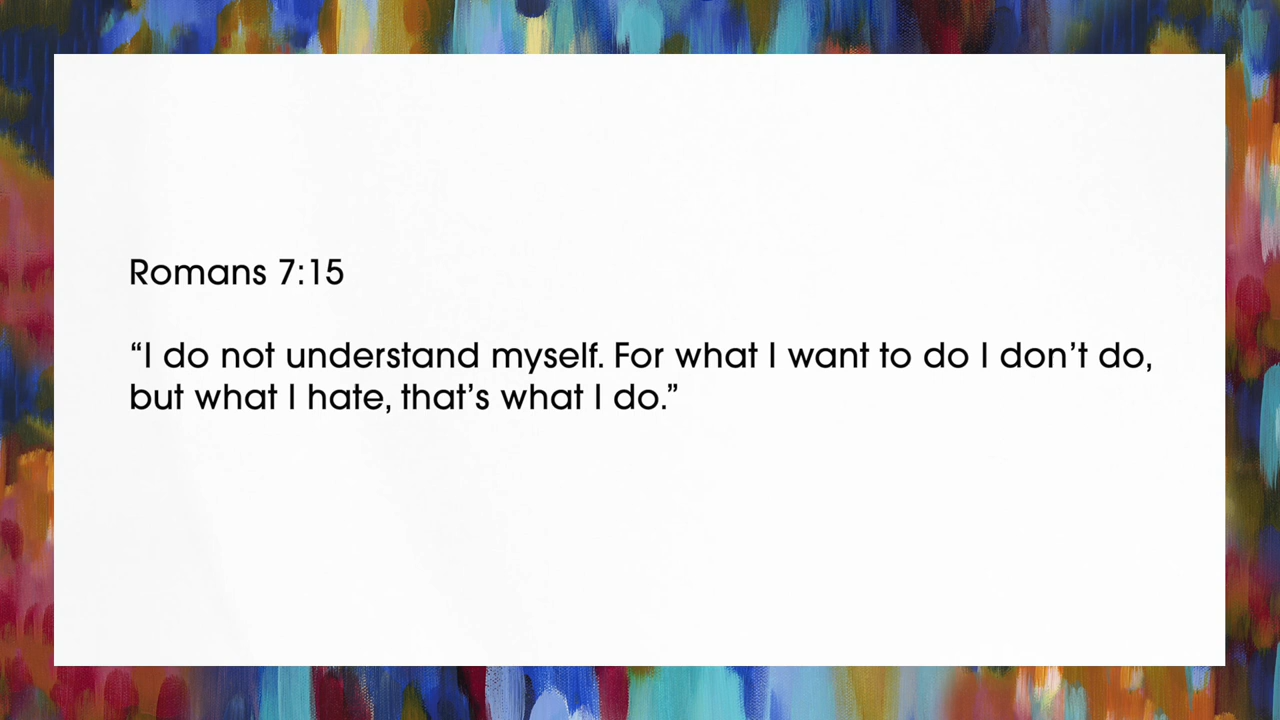 Romans 7:15
“I do not understand myself. For what I want to do I don’t do,
but what I hate, that’s what I do.”